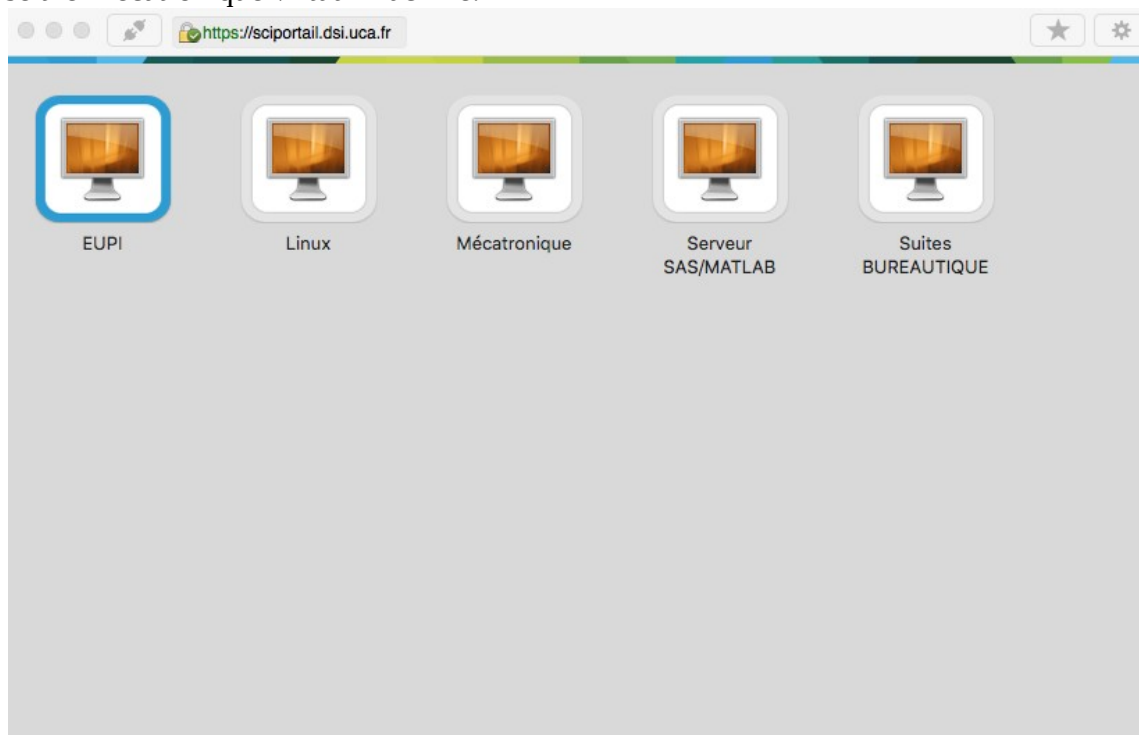 https://sciportail.dsi.uca.fr
EUPI
Linux
Mécatronique
Serveur
SAS/MATLAB
Suites
BUREAUTIQUE